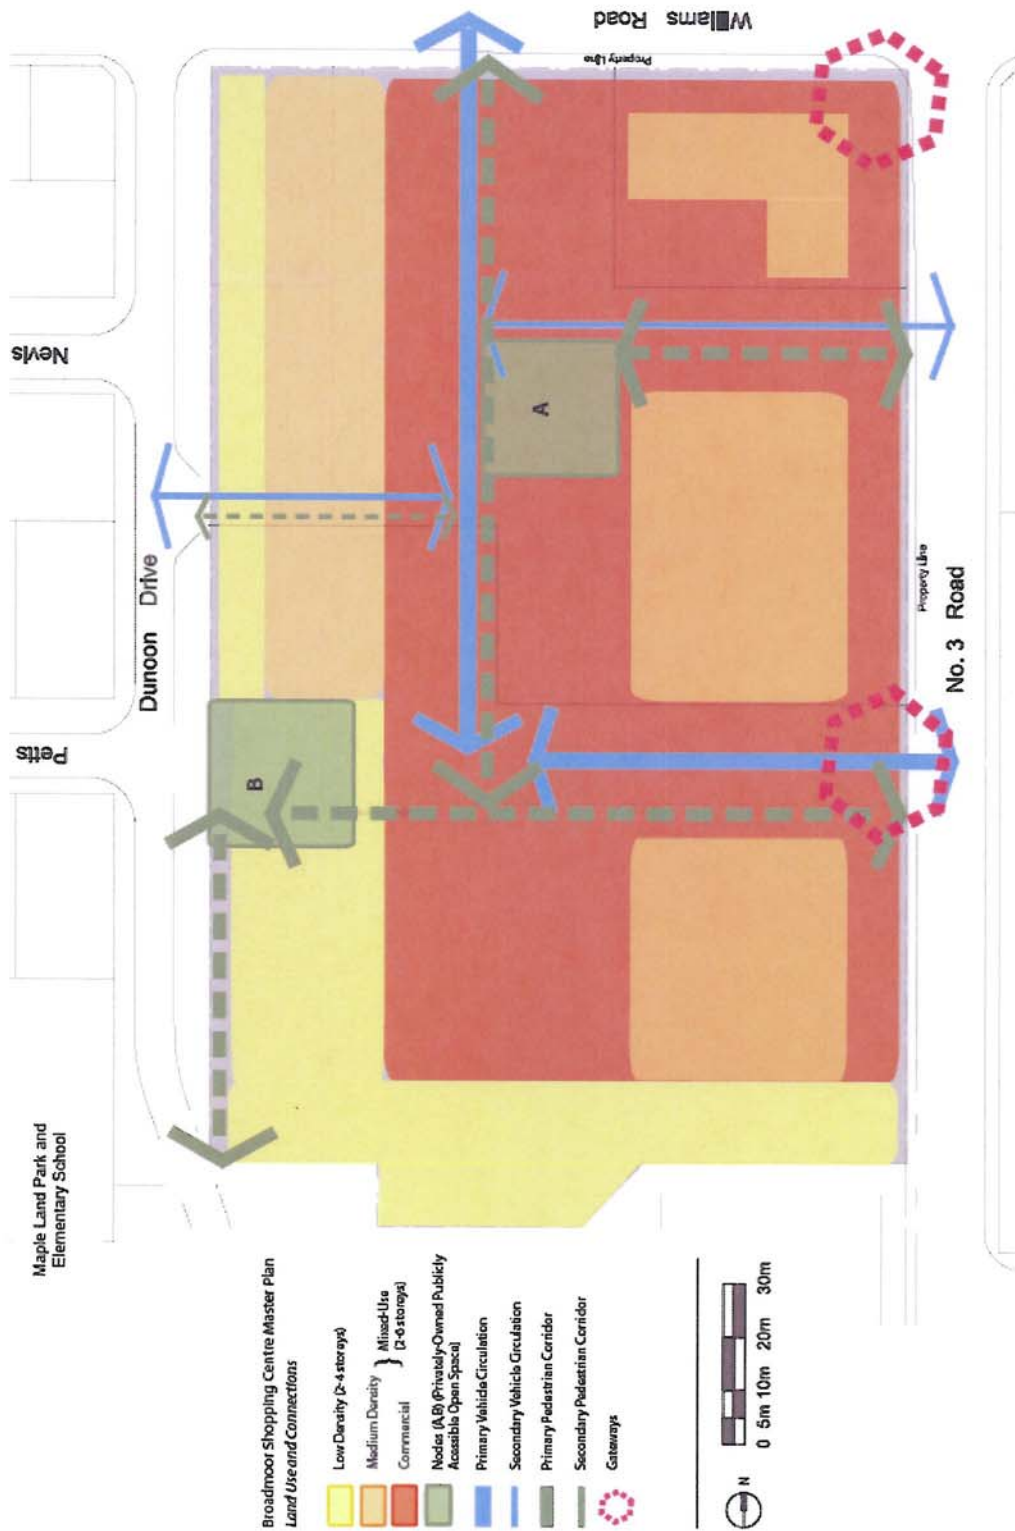 Broadmoor Shopping Centre Master Plan
Land Use and Connections
Low Density (2-4 storeys)
Medium Density
Commercial
} Mixed-Use
(2-6 storeys)
Nodes (A,B) (Privately-Owned Publicly
Acessible Open Space)
Primary Vehicle Circulation
Secondary Vehicle Circulation
Primary Pedestrian Corridor
Secondary Pedestrian Corridor
Gateways
N
0 5m 10m 20m 30m
Maple Land Park and
Elementary School
Petts
Nevis
Dunoon Drive
Williams
Road
Property Line
No. 3 Road
Property Line
A
B